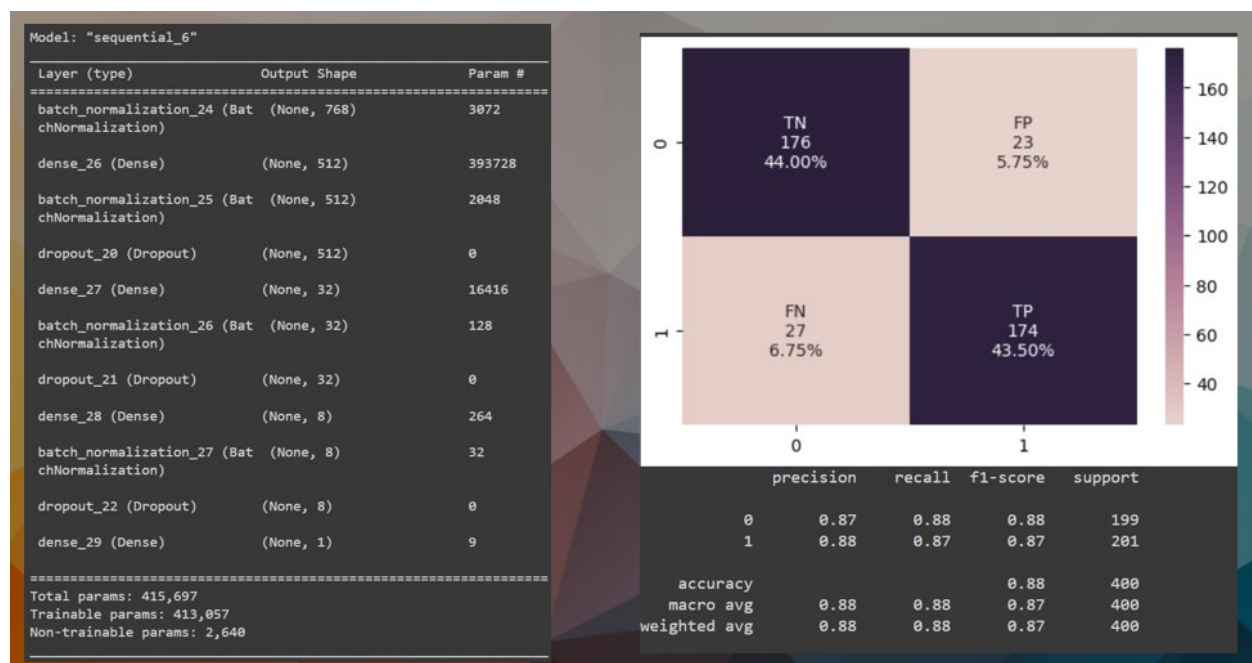 Model: "sequential_6"
Layer (type) Output Shape Param #
batch_normalization_24 (Bat (None, 768) 3072
chNormalization)
dense_26 (Dense) (None, 512) 393728
batch_normalization_25 (Bat (None, 512) 2048
chNormalization)
dropout_20 (Dropout) (None, 512) 0
dense_27 (Dense) (None, 32) 16416
batch_normalization_26 (Bat (None, 32) 128
chNormalization)
dropout_21 (Dropout) (None, 32) 0
dense_28 (Dense) (None, 8) 264
batch_normalization_27 (Bat (None, 8) 32
chNormalization)
dropout_22 (Dropout) (None, 8) 0
dense_29 (Dense) (None, 1) 9
Total params: 415,697
Trainable params: 413,057
Non-trainable params: 2,640
0
TN
176
44.00%
FP
23
5.75%
1
FN
27
6.75%
TP
174
43.50%
0 1
160
140
120
100
80
60
40
precision recall f1-score support
0 0.87 0.88 0.88 199
1 0.88 0.87 0.87 201
accuracy 0.88 400
macro avg 0.88 0.88 0.87 400
weighted avg 0.88 0.88 0.87 400